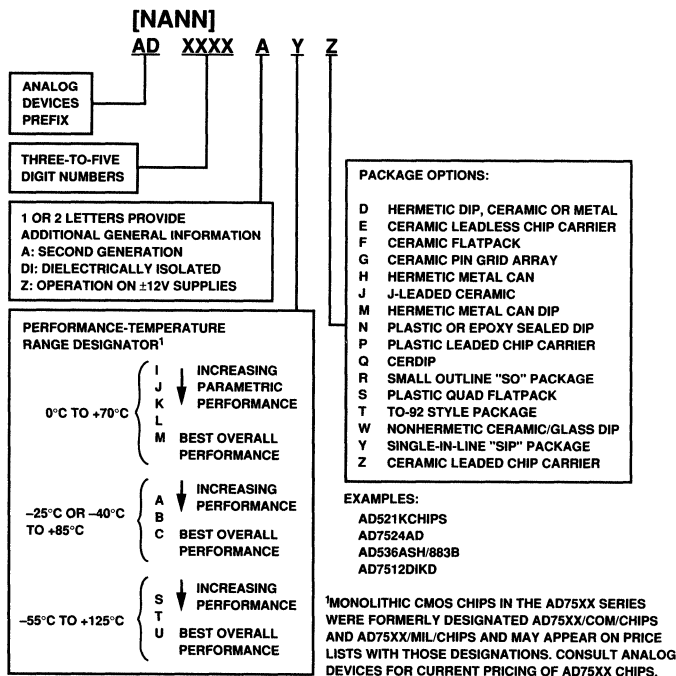 [NANN]
AD XXXX A Y Z
ANALOG
DEVICES
PREFIX
THREE-TO-FIVE
DIGIT NUMBERS
1 OR 2 LETTERS PROVIDE
ADDITIONAL GENERAL INFORMATION
A: SECOND GENERATION
DI: DIELECTRICALLY ISOLATED
Z: OPERATION ON ±12V SUPPLIES
PERFORMANCE-TEMPERATURE
RANGE DESIGNATOR¹
0°C TO +70°C
I
J
K
L
M
INCREASING
PARAMETRIC
PERFORMANCE
BEST OVERALL
PERFORMANCE
–25°C OR –40°C
TO +85°C
A
B
C
INCREASING
PERFORMANCE
BEST OVERALL
PERFORMANCE
–55°C TO +125°C
S
T
U
INCREASING
PERFORMANCE
BEST OVERALL
PERFORMANCE
PACKAGE OPTIONS:
D HERMETIC DIP, CERAMIC OR METAL
E CERAMIC LEADLESS CHIP CARRIER
F CERAMIC FLATPACK
G CERAMIC PIN GRID ARRAY
H HERMETIC METAL CAN
J J-LEADED CERAMIC
M HERMETIC METAL CAN DIP
N PLASTIC OR EPOXY SEALED DIP
P PLASTIC LEADED CHIP CARRIER
Q CERDIP
R SMALL OUTLINE "SO" PACKAGE
S PLASTIC QUAD FLATPACK
T TO-92 STYLE PACKAGE
W NONHERMETIC CERAMIC/GLASS DIP
Y SINGLE-IN-LINE "SIP" PACKAGE
Z CERAMIC LEADED CHIP CARRIER
EXAMPLES:
AD521KCHIPS
AD7524AD
AD536ASH/883B
AD7512DIKD
¹MONOLITHIC CMOS CHIPS IN THE AD75XX SERIES
WERE FORMERLY DESIGNATED AD75XX/COM/CHIPS
AND AD75XX/MIL/CHIPS AND MAY APPEAR ON PRICE
LISTS WITH THOSE DESIGNATIONS. CONSULT ANALOG
DEVICES FOR CURRENT PRICING OF AD75XX CHIPS.